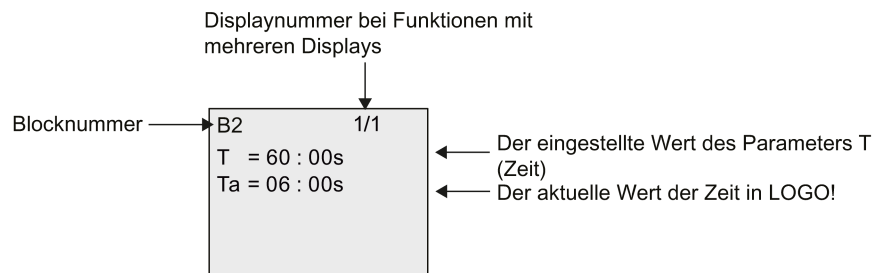 Displaynummer bei Funktionen mit
mehreren Displays
Blocknummer
B2 1/1
T = 60 : 00s
Ta = 06 : 00s
Der eingestellte Wert des Parameters T
(Zeit)
Der aktuelle Wert der Zeit in LOGO!